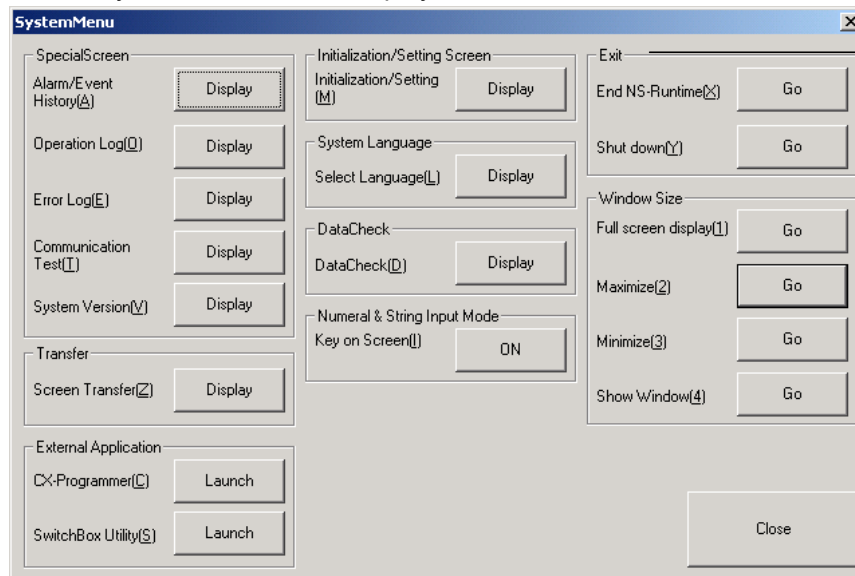 SystemMenu
SpecialScreen
Alarm/Event
History(A)
Display
Operation Log(O)
Display
Error Log(E)
Display
Communication
Test(T)
Display
System Version(V)
Display
Transfer
Screen Transfer(Z)
Display
External Application
CX-Programmer(C)
Launch
SwitchBox Utility(S)
Launch
Initialization/Setting Screen
Initialization/Setting
(M)
Display
System Language
Select Language(L)
Display
DataCheck
DataCheck(D)
Display
Numeral & String Input Mode
Key on Screen(I)
ON
Exit
End NS-Runtime(X)
Go
Shut down(Y)
Go
Window Size
Full screen display(1)
Go
Maximize(2)
Go
Minimize(3)
Go
Show Window(4)
Go
Close